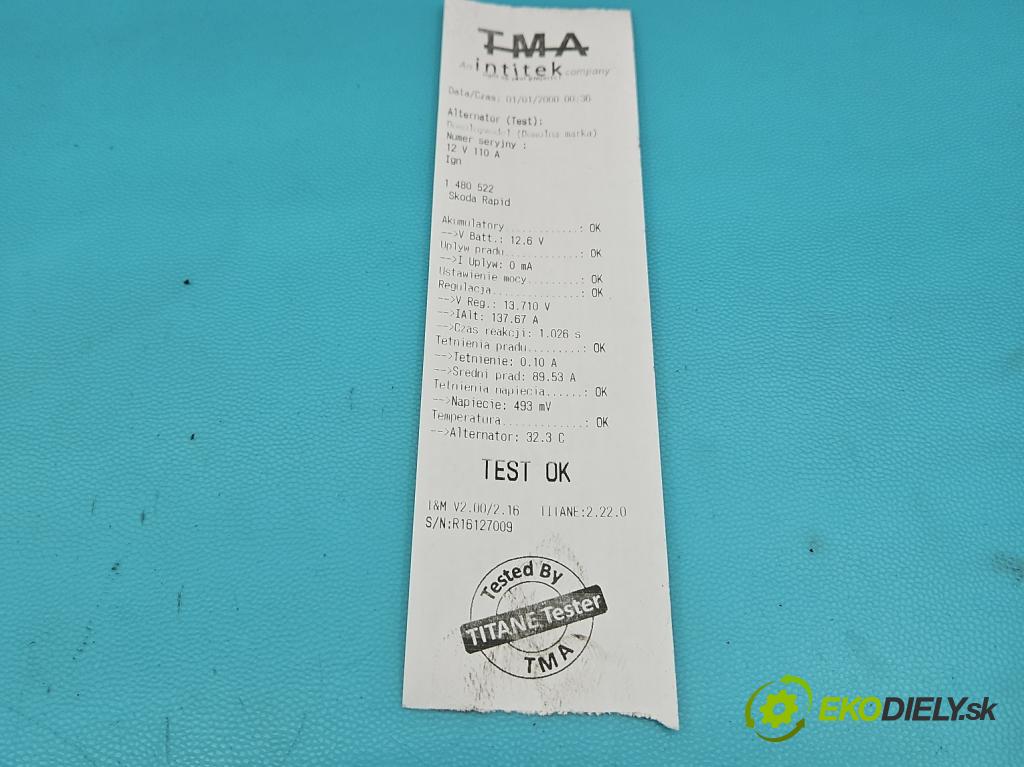 TMA
An intitek company
Data/Czas: 01/01/2000 00:36
Alternator (Test):
(Dowolna marka)
Numer seryjny :
12 V 110 A
Ign
1 480 522
Skoda Rapid
Akumulatory...........: OK
-->V Batt.: 12.6 V
Uplyw pradu...........: OK
-->I Uplyw: 0 mA
Ustawienie mocy........: OK
Regulacja.............: OK
-->V Reg.: 13.710 V
-->IAlt: 137.67 A
-->Czas reakcji: 1.026 s
Tetnienia pradu........: OK
-->Tetnienie: 0.10 A
-->Sredni prad: 89.53 A
Tetnienia napiecia......: OK
-->Napiecie: 493 mV
Temperatura............: OK
-->Alternator: 32.3 C
TEST OK
I&M V2.00/2.16 TITANE:2.22.0
S/N:R16127009
Tested By
TITANE Tester
TMA
EKODIELY.sk